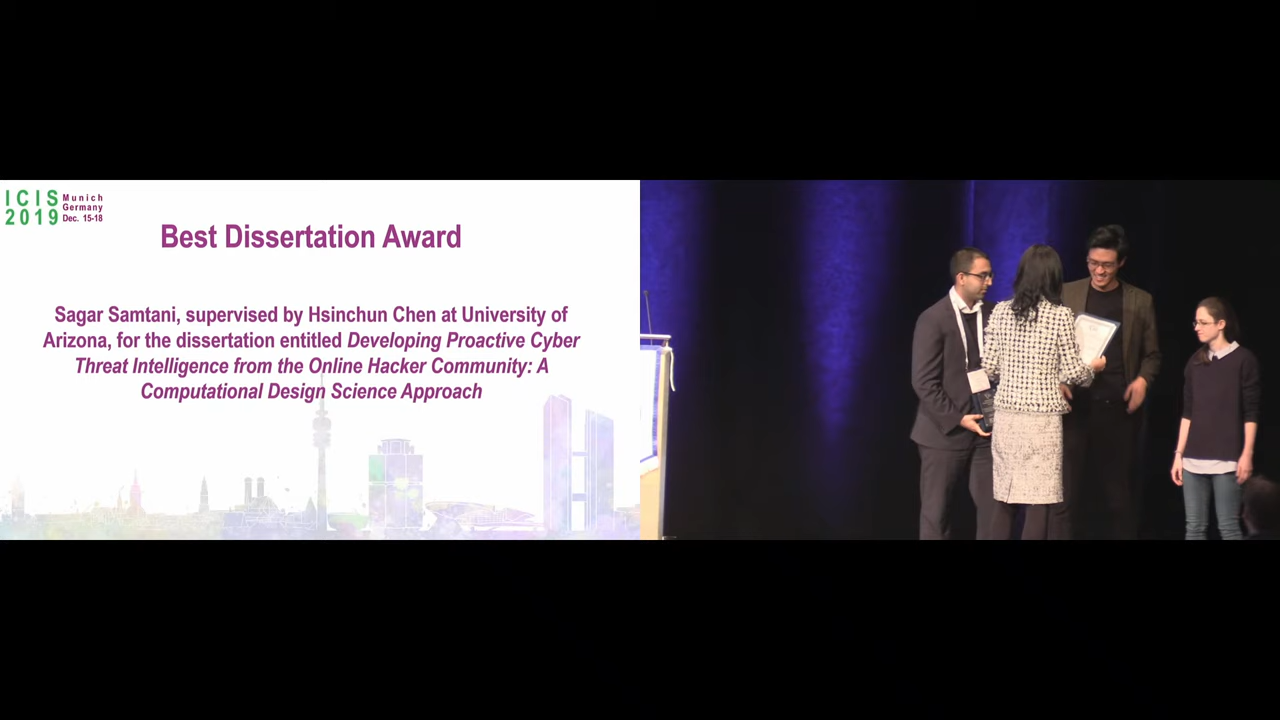 ICIS
2019
Munich
Germany
Dec. 15-18
Best Dissertation Award
Sagar Samtani, supervised by Hsinchun Chen at University of
Arizona, for the dissertation entitled Developing Proactive Cyber
Threat Intelligence from the Online Hacker Community: A
Computational Design Science Approach